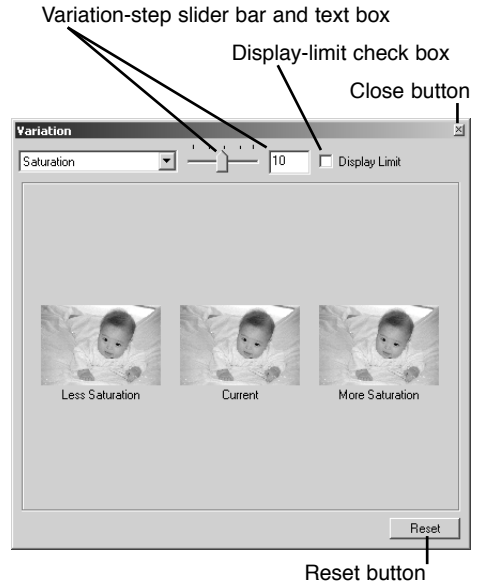 Variation-step slider bar and text box
Display-limit check box
Close button
Variation
Saturation
10
Display Limit
Less Saturation
Current
More Saturation
Reset
Reset button